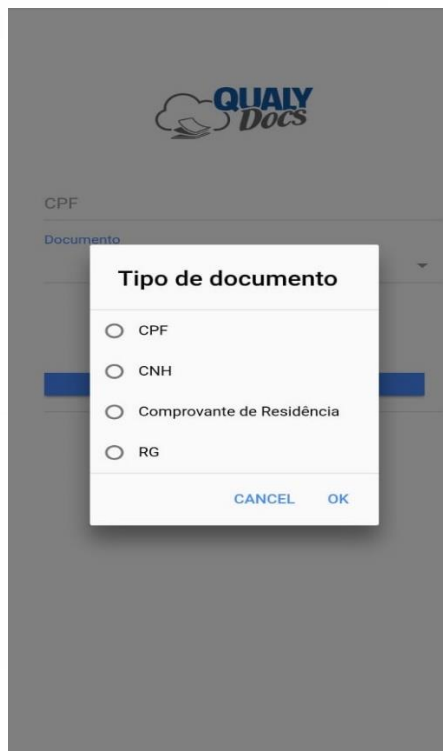 QUALY
Docs
CPF
Documento
Tipo de documento
CPF
CNH
Comprovante de Residência
RG
CANCEL OK